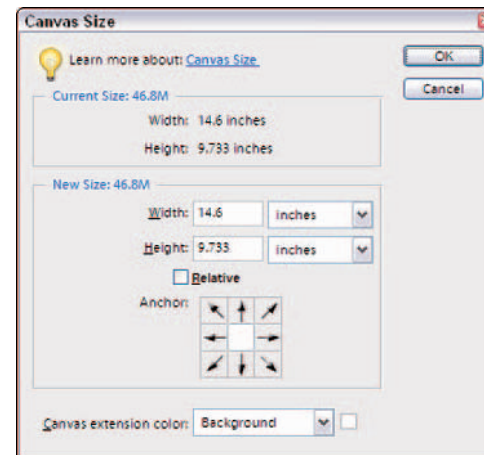 Canvas Size
Learn more about: Canvas Size
OK
Cancel
Current Size: 46.8M
Width: 14.6 inches
Height: 9.733 inches
New Size: 46.8M
Width: 14.6 inches
Height: 9.733 inches
Relative
Anchor:
Canvas extension color: Background